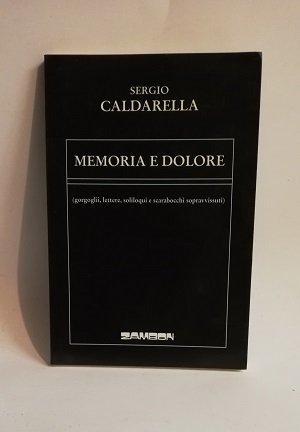 SERGIO
CALDARELLA
MEMORIA E DOLORE
(gorgoglii, lettere, soliloqui e scarabocchi sopravvissuti)
ZAMBON